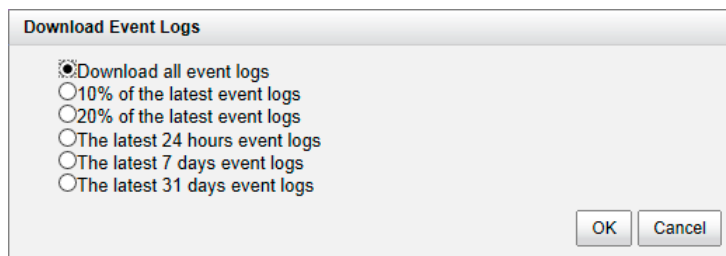 Download Event Logs
Download all event logs
10% of the latest event logs
20% of the latest event logs
The latest 24 hours event logs
The latest 7 days event logs
The latest 31 days event logs
OK Cancel